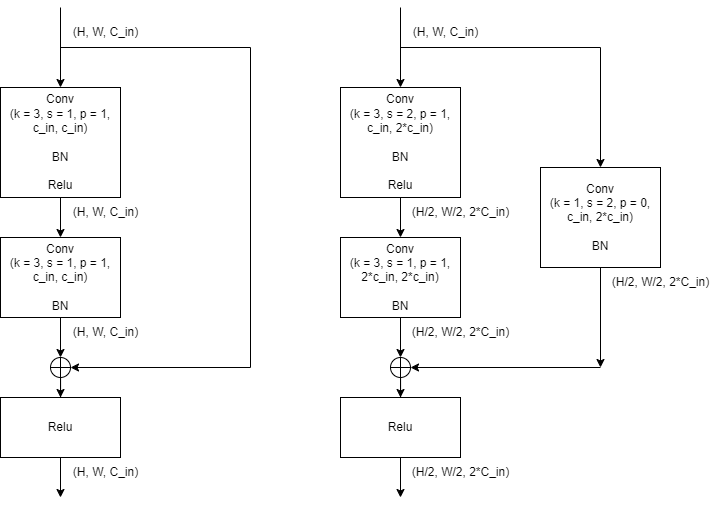 (H, W, C_in)
Conv
(k = 3, s = 1, p = 1,
c_in, c_in)
BN
Relu
(H, W, C_in)
Conv
(k = 3, s = 1, p = 1,
c_in, c_in)
BN
(H, W, C_in)
Relu
(H, W, C_in)
(H, W, C_in)
Conv
(k = 3, s = 2, p = 1,
c_in, 2*c_in)
BN
Relu
(H/2, W/2, 2*C_in)
Conv
(k = 3, s = 1, p = 1,
2*c_in, 2*c_in)
BN
(H/2, W/2, 2*C_in)
Relu
(H/2, W/2, 2*C_in)
Conv
(k = 1, s = 2, p = 0,
c_in, 2*c_in)
BN
(H/2, W/2, 2*C_in)